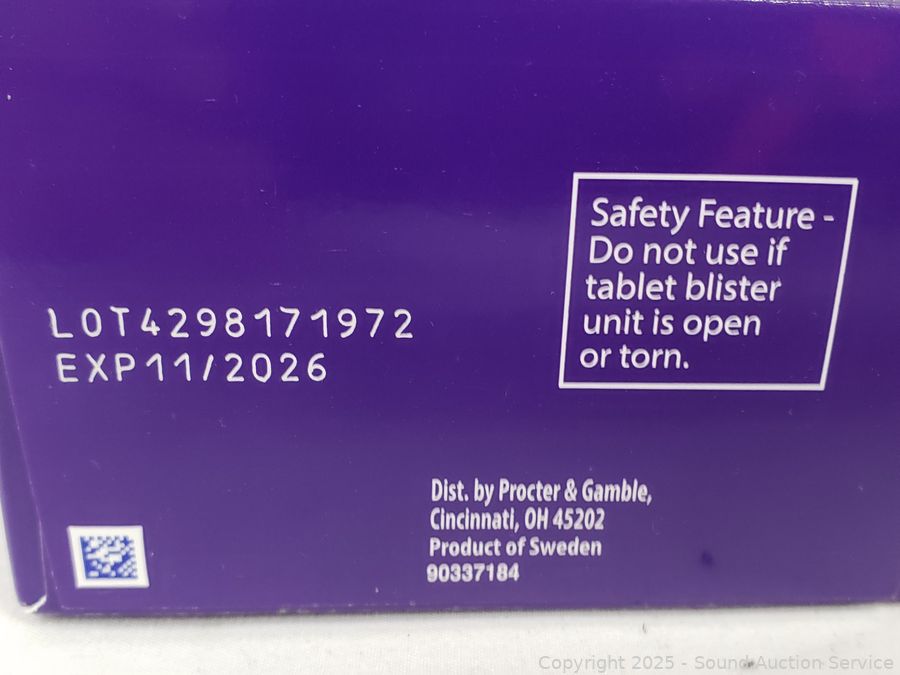 Safety Feature -
Do not use if
tablet blister
unit is open
or torn.
LOT4298171972
EXP11/2026
Dist. by Procter & Gamble,
Cincinnati, OH 45202
Product of Sweden
90337184
Copyright 2025 - Sound Auction Service